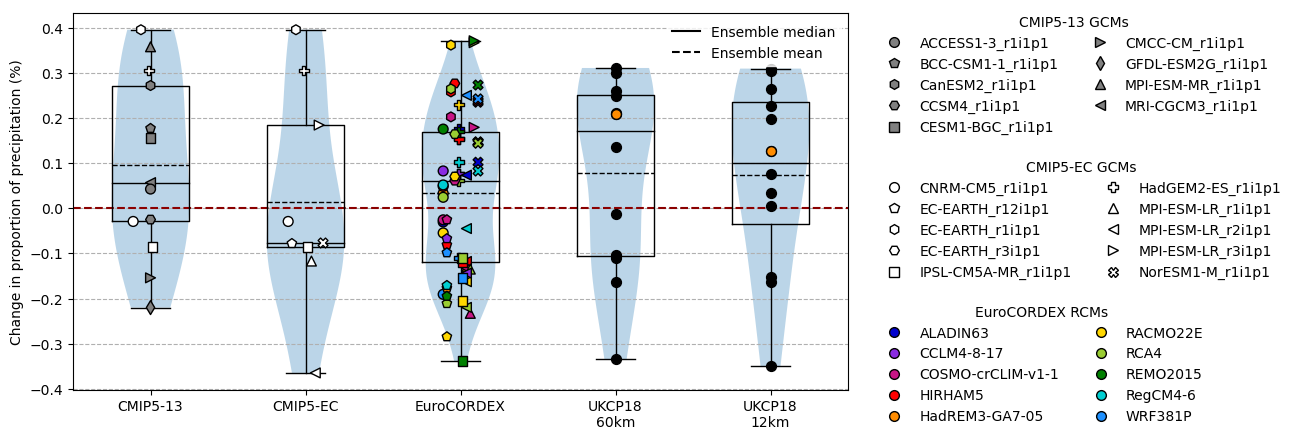 Change in proportion of precipitation (%)
0.4
0.3
0.2
0.1
0.0
−0.1
−0.2
−0.3
−0.4
CMIP5-13
CMIP5-EC
EuroCORDEX
UKCP18
60km
UKCP18
12km
Ensemble median
Ensemble mean
CMIP5-13 GCMs
ACCESS1-3_r1i1p1
BCC-CSM1-1_r1i1p1
CanESM2_r1i1p1
CCSM4_r1i1p1
CESM1-BGC_r1i1p1
CMCC-CM_r1i1p1
GFDL-ESM2G_r1i1p1
MPI-ESM-MR_r1i1p1
MRI-CGCM3_r1i1p1
CMIP5-EC GCMs
CNRM-CM5_r1i1p1
EC-EARTH_r12i1p1
EC-EARTH_r1i1p1
EC-EARTH_r3i1p1
IPSL-CM5A-MR_r1i1p1
HadGEM2-ES_r1i1p1
MPI-ESM-LR_r1i1p1
MPI-ESM-LR_r2i1p1
MPI-ESM-LR_r3i1p1
NorESM1-M_r1i1p1
EuroCORDEX RCMs
ALADIN63
CCLM4-8-17
COSMO-crCLIM-v1-1
HIRHAM5
HadREM3-GA7-05
RACMO22E
RCA4
REMO2015
RegCM4-6
WRF381P